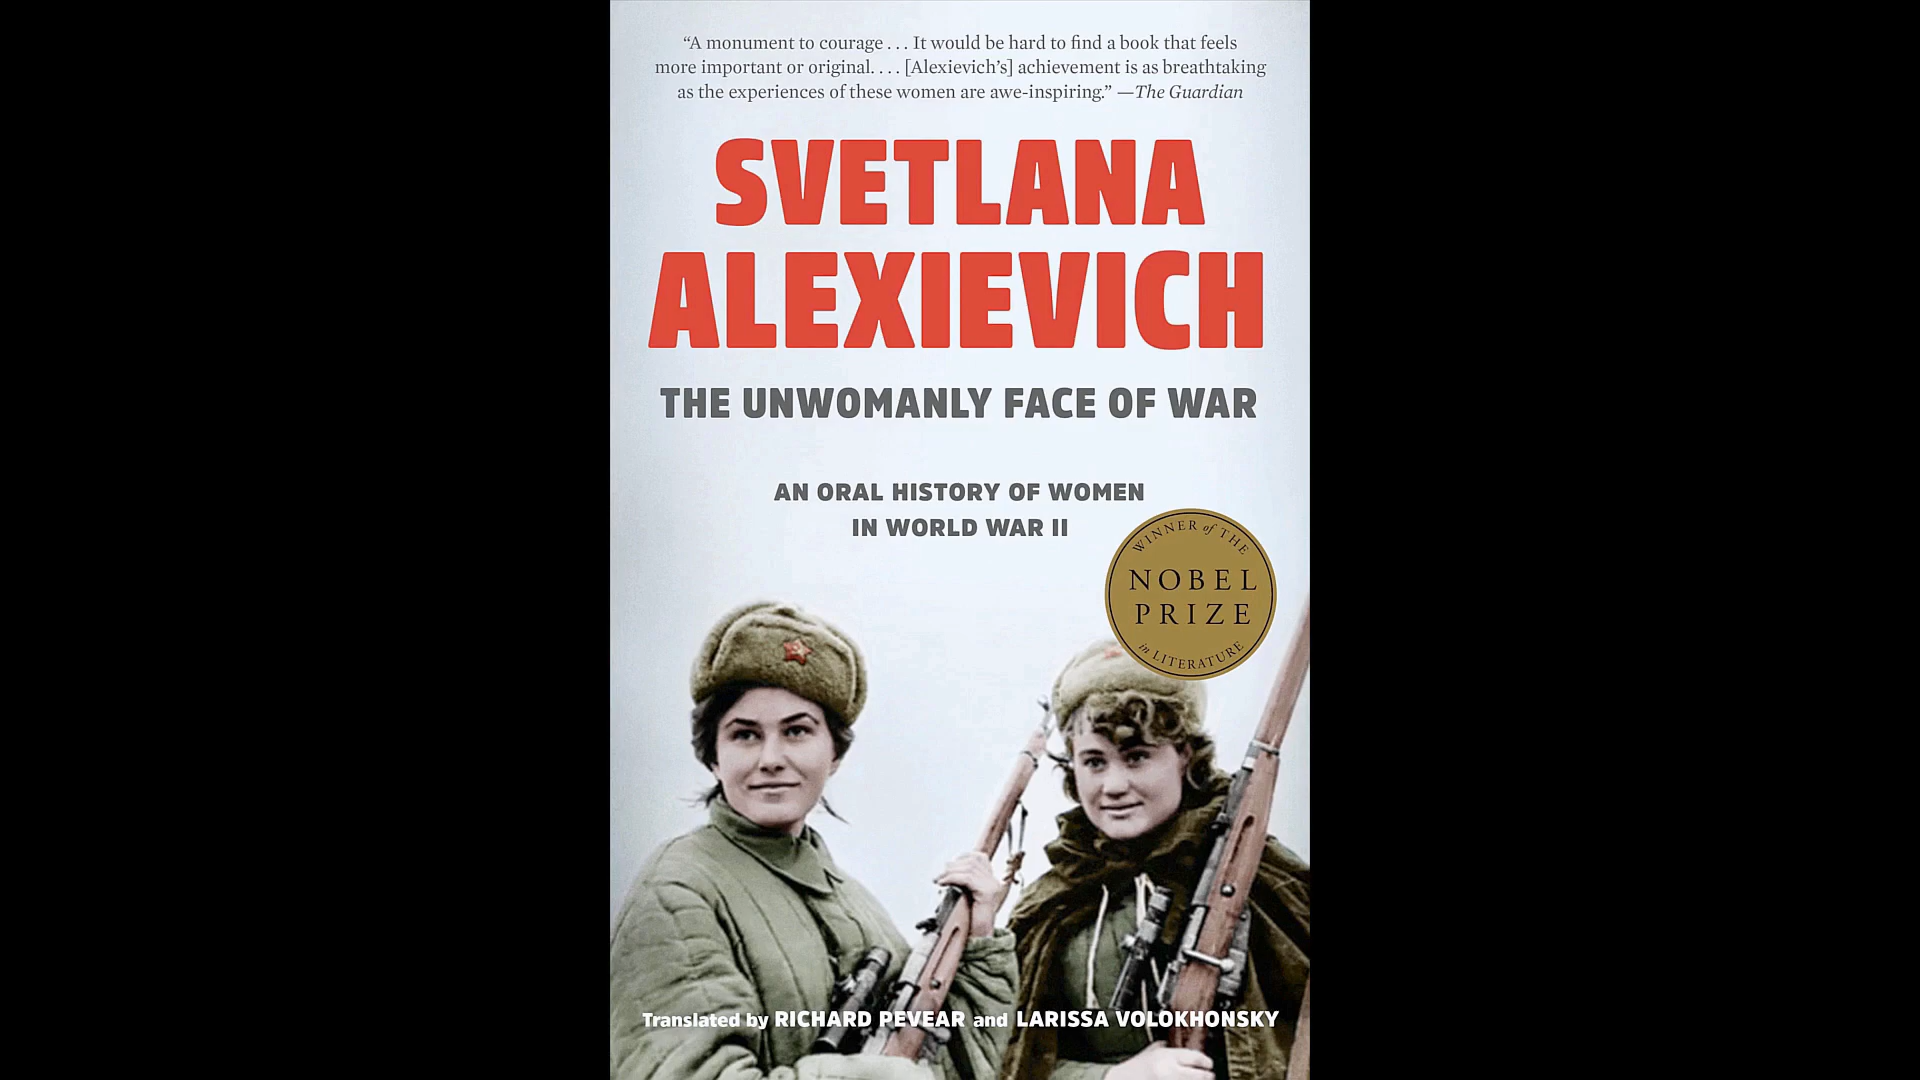 “A monument to courage . . . It would be hard to find a book that feels
more important or original. . . . [Alexievich’s] achievement is as breathtaking
as the experiences of these women are awe-inspiring.” —The Guardian
SVETLANA
ALEXIEVICH
THE UNWOMANLY FACE OF WAR
AN ORAL HISTORY OF WOMEN
IN WORLD WAR II
WINNER of THE
NOBEL
PRIZE
in LITERATURE
Translated by RICHARD PEVEAR and LARISSA VOLOKHONSKY